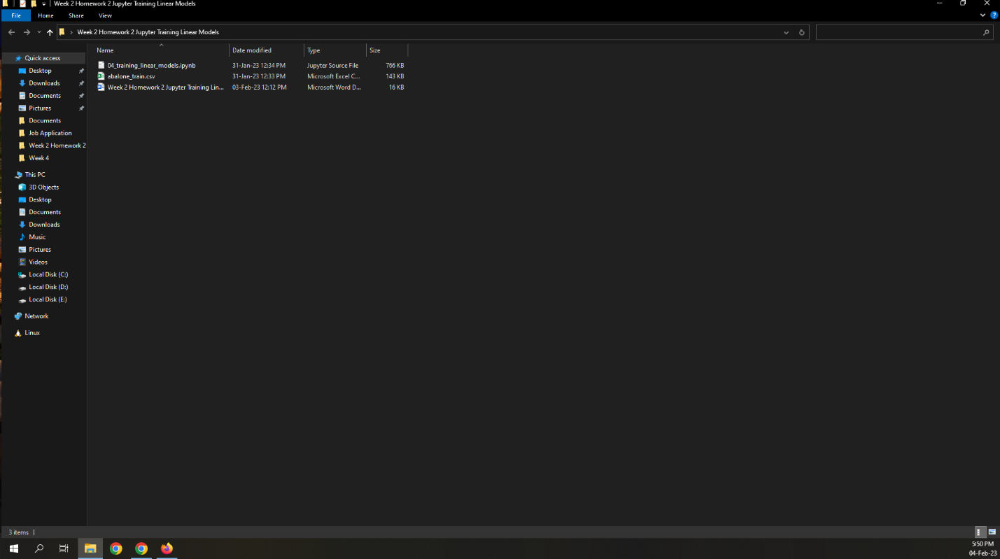 Week 2 Homework 2 Jupyter Training Linear Models
File Home Share View
Week 2 Homework 2 Jupyter Training Linear Models
Name Date modified Type Size
04_training_linear_models.ipynb 31-Jan-23 12:34 PM Jupyter Source File 766 KB
abalone_train.csv 31-Jan-23 12:33 PM Microsoft Excel C... 143 KB
Week 2 Homework 2 Jupyter Training Lin... 03-Feb-23 12:12 PM Microsoft Word D... 16 KB
Quick access
Desktop
Downloads
Documents
Pictures
Documents
Job Application
Week 2 Homework 2
Week 4
This PC
3D Objects
Desktop
Documents
Downloads
Music
Pictures
Videos
Local Disk (C:)
Local Disk (D:)
Local Disk (E:)
Network
Linux
3 items
5:50 PM
04-Feb-23